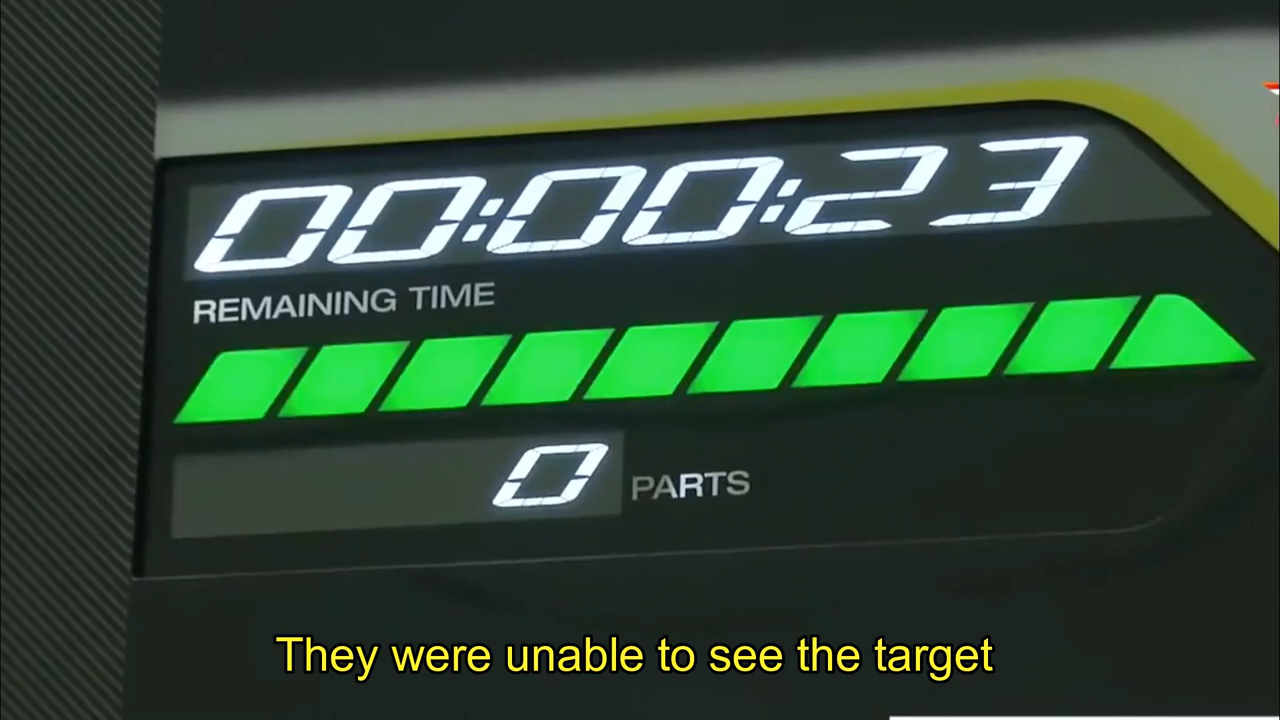 00:00:23
REMAINING TIME
0 PARTS
They were unable to see the target